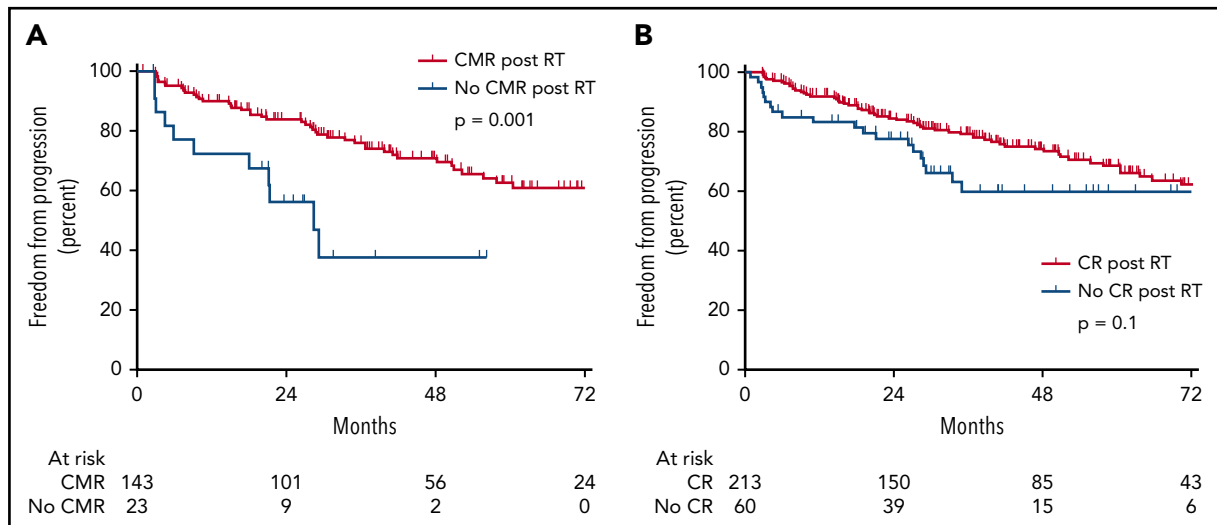 A
CMR post RT
No CMR post RT
p = 0.001
Freedom from progression
(percent)
100
80
60
40
20
0
0 24 48 72
Months
At risk
CMR 143 101 56 24
No CMR 23 9 2 0
B
Freedom from progression
(percent)
100
80
60
40
20
0
CR post RT
No CR post RT
p = 0.1
0 24 48 72
Months
At risk
CR 213 150 85 43
No CR 60 39 15 6